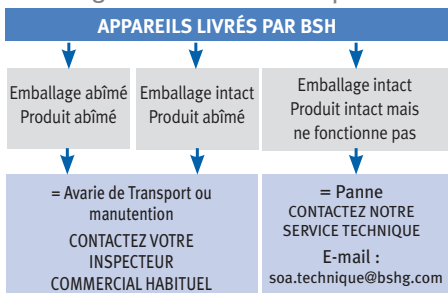 APPAREILS LIVRÉS PAR BSH
Emballage abîmé
Produit abîmé
Emballage intact
Produit abîmé
Emballage intact
Produit intact mais
ne fonctionne pas
= Avarie de Transport ou
manutention
CONTACTEZ VOTRE
INSPECTEUR
COMMERCIAL HABITUEL
= Panne
CONTACTEZ NOTRE
SERVICE TECHNIQUE
E-mail :
soa.technique@bshg.com